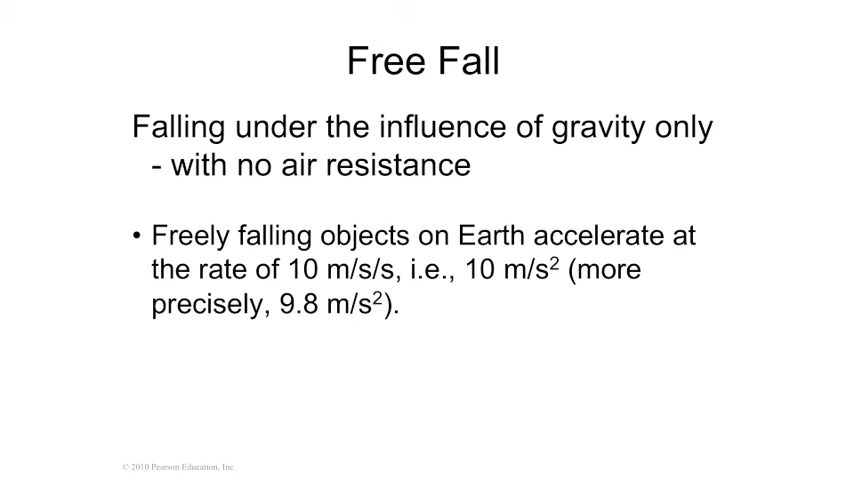 Free Fall
Falling under the influence of gravity only
- with no air resistance
• Freely falling objects on Earth accelerate at
the rate of 10 m/s/s, i.e., 10 m/s² (more
precisely, 9.8 m/s²).
© 2010 Pearson Education, Inc.